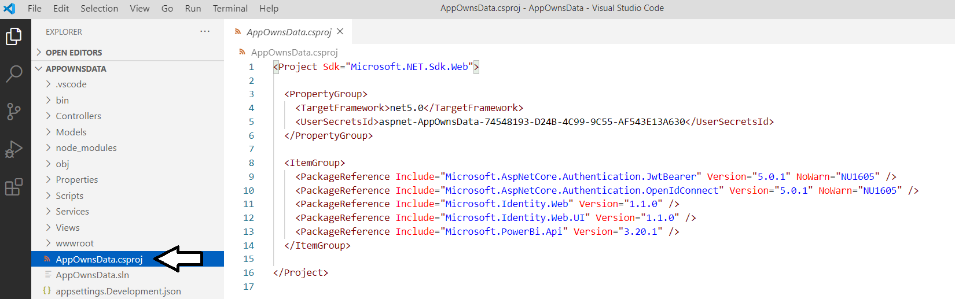 File Edit Selection View Go Run Terminal Help AppOwnsData.csproj - AppOwnsData - Visual Studio Code
EXPLORER ...
OPEN EDITORS
APPOWNSDATA
.vscode
bin
Controllers
Models
node_modules
obj
Properties
Scripts
Services
Views
wwwroot
AppOwnsData.csproj
AppOwnsData.sln
{} appsettings.Development.json
AppOwnsData.csproj ×
AppOwnsData.csproj
1 <Project Sdk="Microsoft.NET.Sdk.Web">
2
3 <PropertyGroup>
4 <TargetFramework>net5.0</TargetFramework>
5 <UserSecretsId>aspnet-AppOwnsData-74548193-D24B-4C99-9C55-AF543E13A630</UserSecretsId>
6 </PropertyGroup>
7
8 <ItemGroup>
9 <PackageReference Include="Microsoft.AspNetCore.Authentication.JwtBearer" Version="5.0.1" NoWarn="NU1605" />
10 <PackageReference Include="Microsoft.AspNetCore.Authentication.OpenIdConnect" Version="5.0.1" NoWarn="NU1605" />
11 <PackageReference Include="Microsoft.Identity.Web" Version="1.1.0" />
12 <PackageReference Include="Microsoft.Identity.Web.UI" Version="1.1.0" />
13 <PackageReference Include="Microsoft.PowerBi.Api" Version="3.20.1" />
14 </ItemGroup>
15
16 </Project>
17